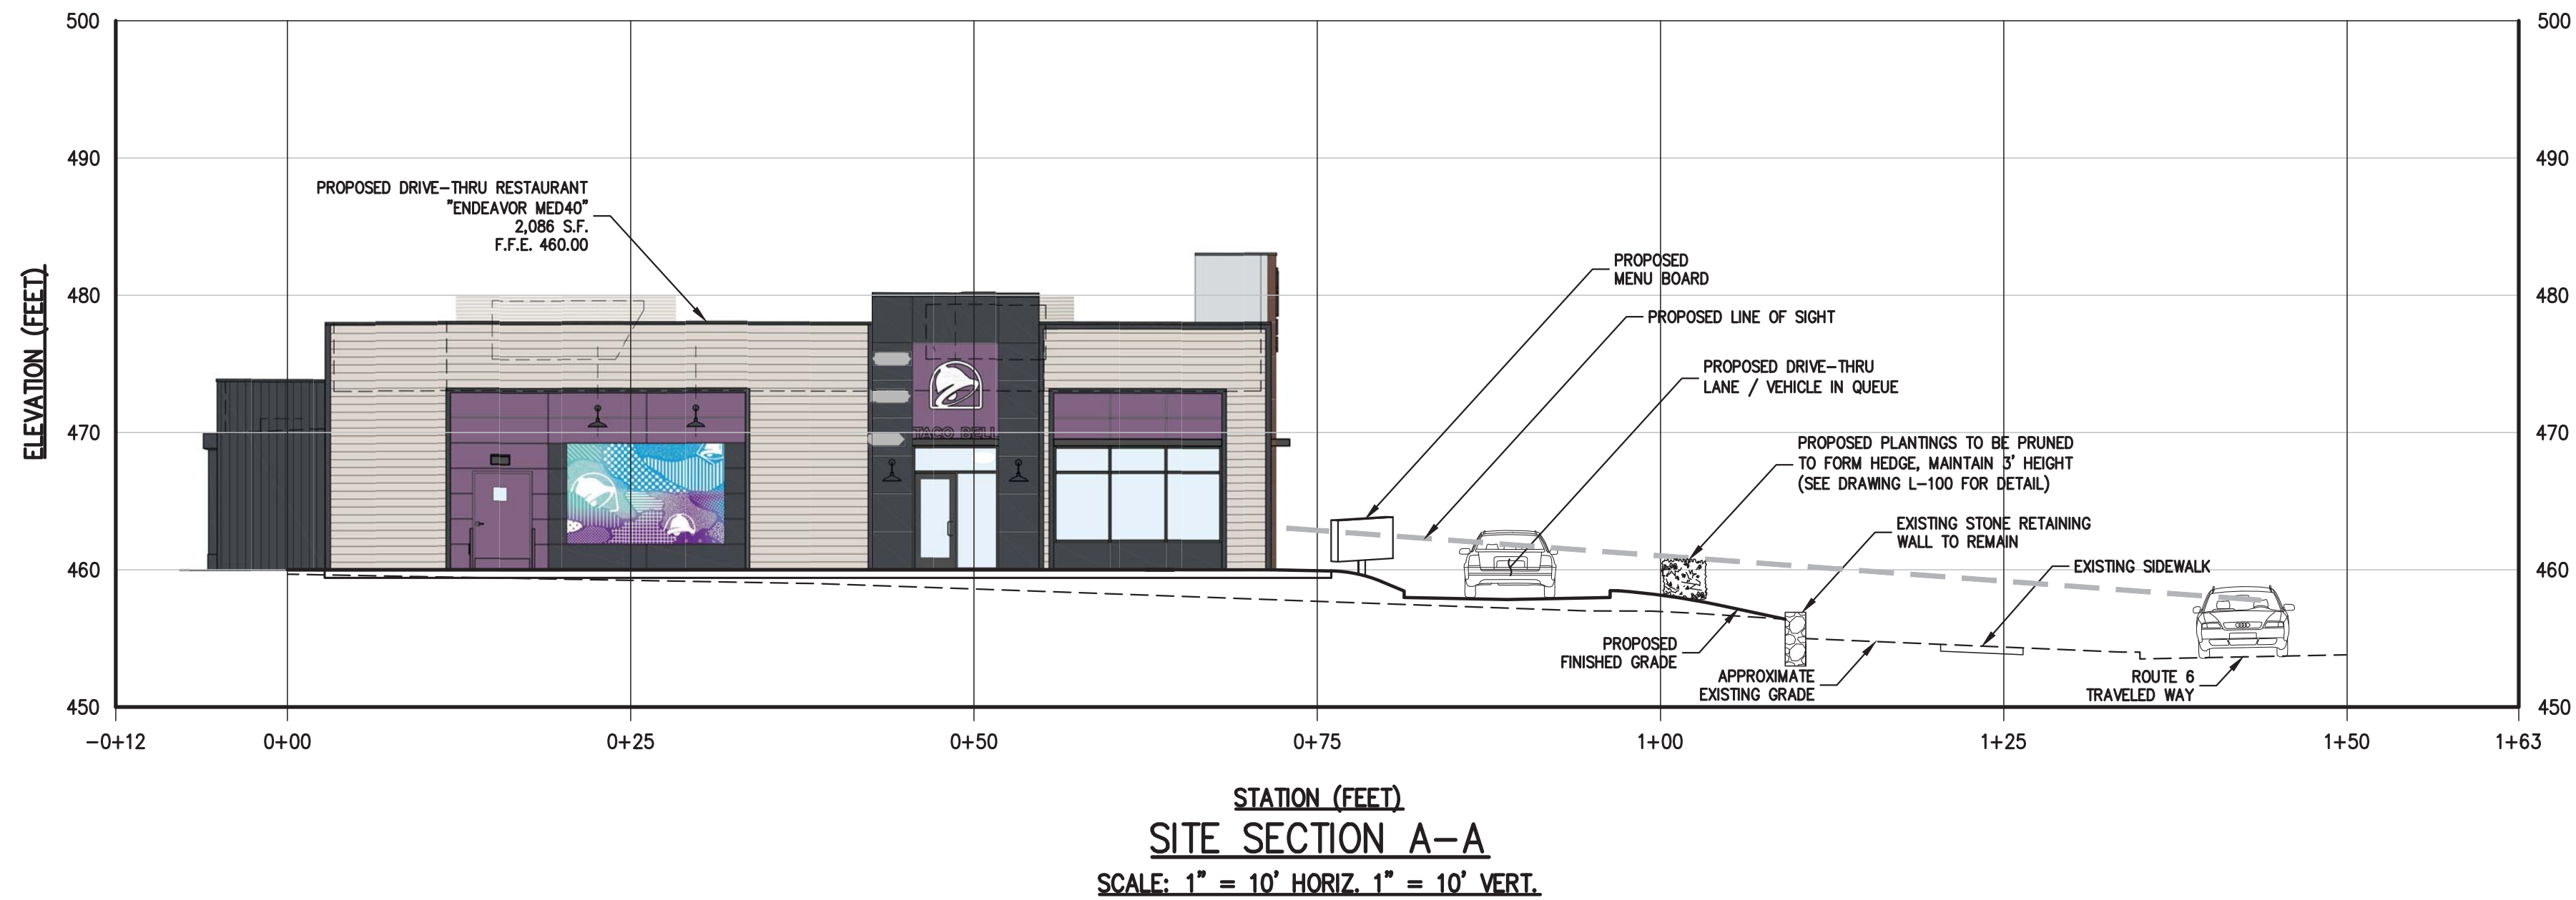 500
490
480
470
460
450
ELEVATION (FEET)
500
490
480
470
460
450
PROPOSED DRIVE-THRU RESTAURANT
"ENDEAVOR MED40"
2,086 S.F.
F.F.E. 460.00
TACO BELL
PROPOSED
MENU BOARD
PROPOSED LINE OF SIGHT
PROPOSED DRIVE-THRU
LANE / VEHICLE IN QUEUE
PROPOSED PLANTINGS TO BE PRUNED
TO FORM HEDGE, MAINTAIN 3' HEIGHT
(SEE DRAWING L-100 FOR DETAIL)
EXISTING STONE RETAINING
WALL TO REMAIN
EXISTING SIDEWALK
PROPOSED
FINISHED GRADE
APPROXIMATE
EXISTING GRADE
ROUTE 6
TRAVELED WAY
-0+12 0+00 0+25 0+50 0+75 1+00 1+25 1+50 1+63
STATION (FEET)
SITE SECTION A-A
SCALE: 1" = 10' HORIZ. 1" = 10' VERT.